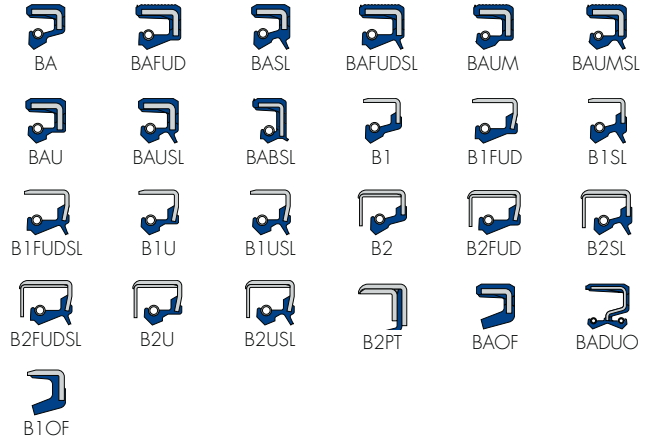 BA BAFUD BASL BAFUDSL BAUM BAUMSL
BAU BAUSL BABSL B1 B1FUD B1SL
B1FUDSL B1U B1USL B2 B2FUD B2SL
B2FUDSL B2U B2USL B2PT BAOF BADUO
B1OF